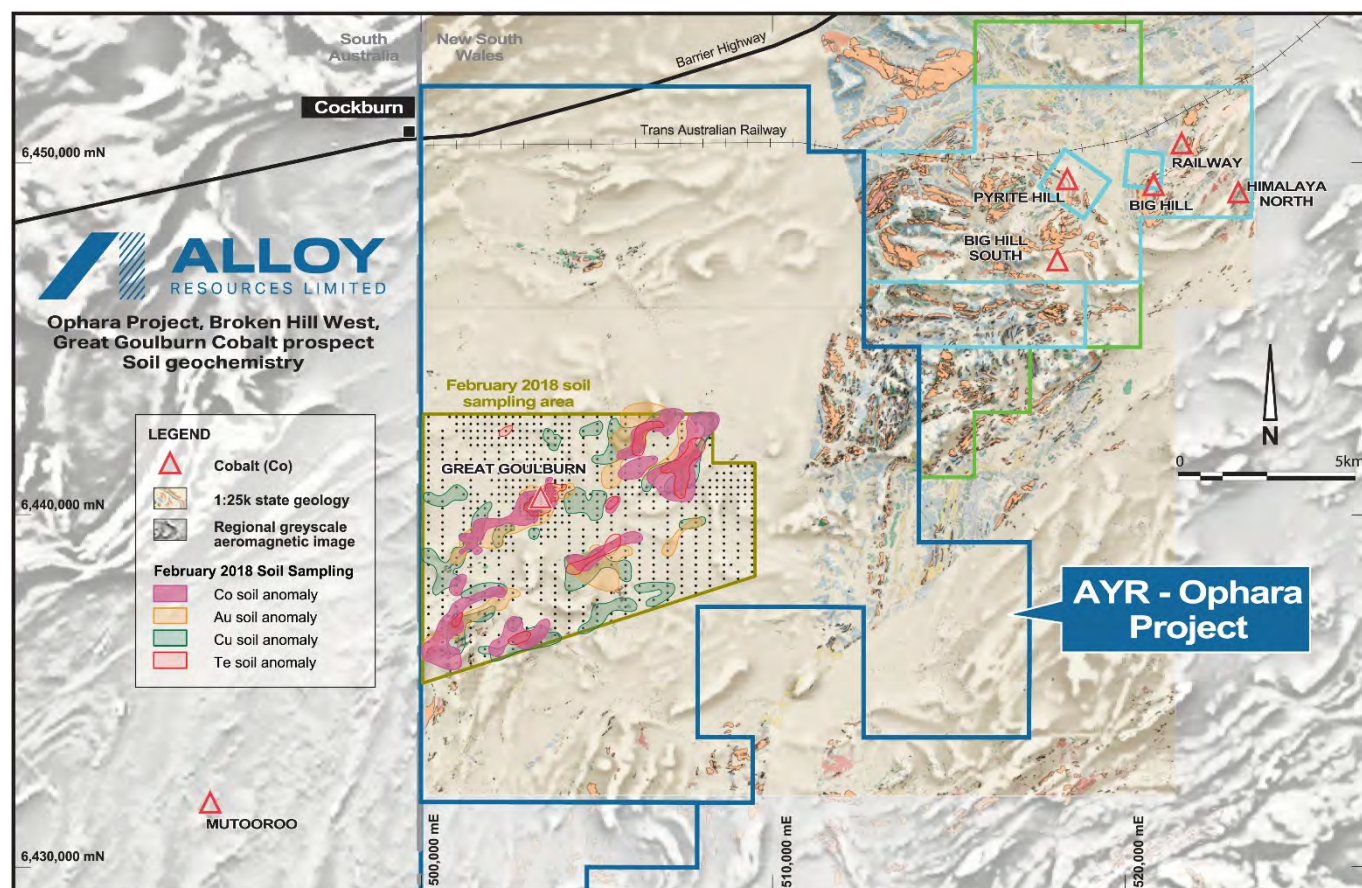 South
Australia
New South
Wales
Barrier Highway
Cockburn
Trans Australian Railway
6,450,000 mN
RAILWAY
PYRITE HILL
BIG HILL
HIMALAYA
NORTH
BIG HILL
SOUTH
ALLOY
RESOURCES LIMITED
Ophara Project, Broken Hill West,
Great Goulburn Cobalt prospect
Soil geochemistry
February 2018 soil
sampling area
N
0 5km
LEGEND
Cobalt (Co)
1:25k state geology
Regional greyscale
aeromagnetic image
February 2018 Soil Sampling
Co soil anomaly
Au soil anomaly
Cu soil anomaly
Te soil anomaly
GREAT GOULBURN
6,440,000 mN
AYR - Ophara
Project
MUTOOROO
6,430,000 mN
500,000 mE
510,000 mE
520,000 mE